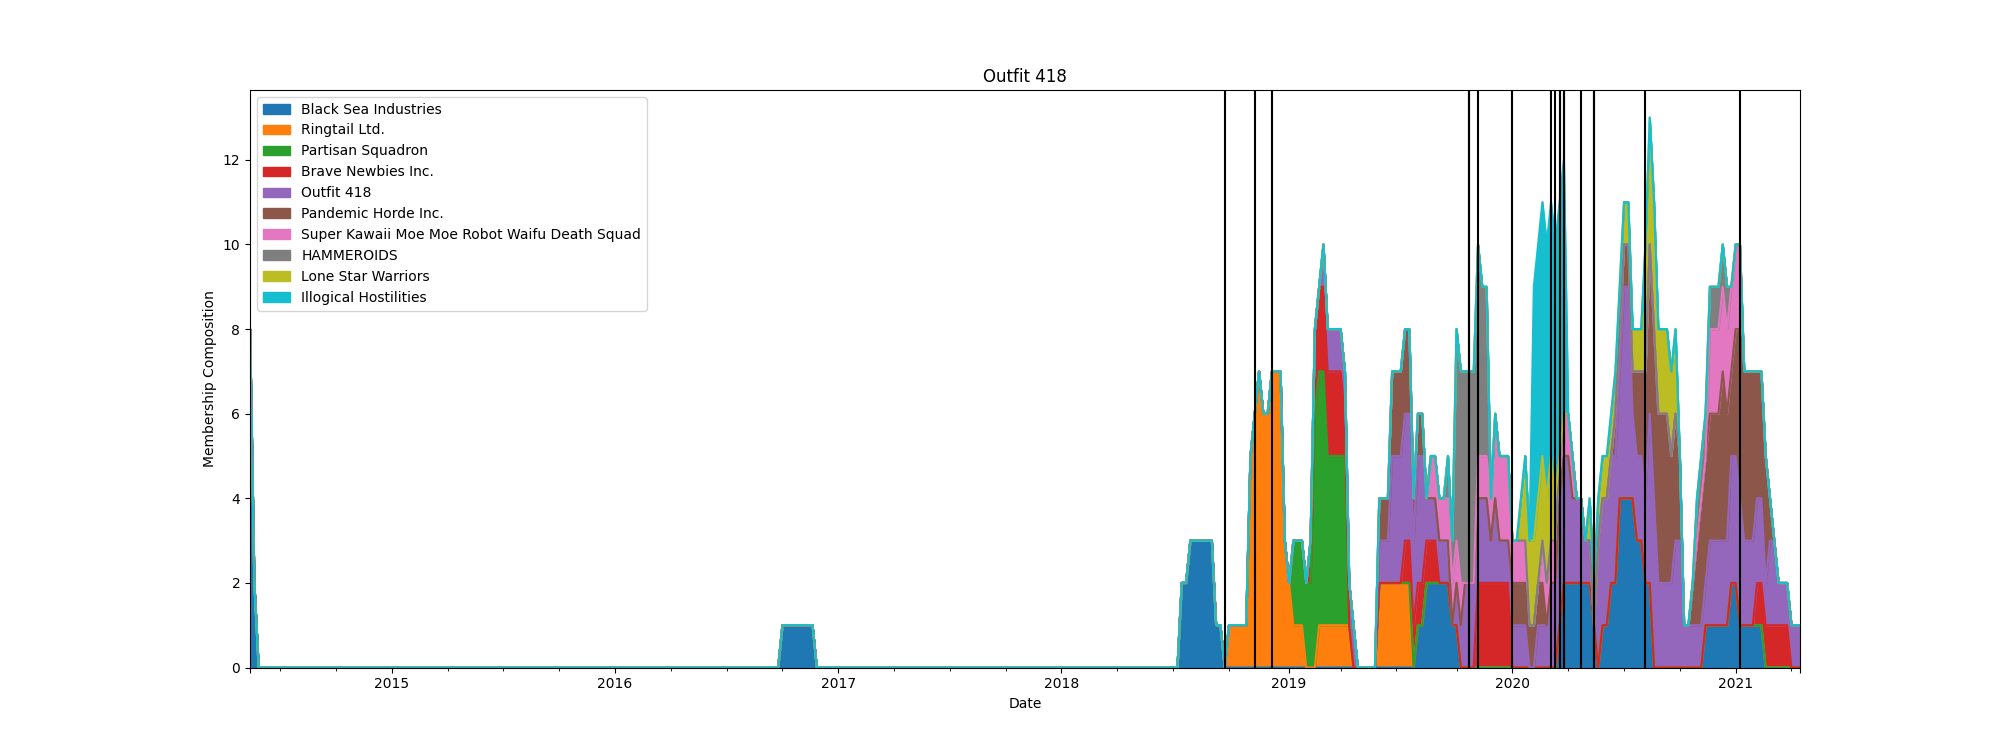 Outfit 418
Black Sea Industries
Ringtail Ltd.
Partisan Squadron
Brave Newbies Inc.
Outfit 418
Pandemic Horde Inc.
Super Kawaii Moe Moe Robot Waifu Death Squad
HAMMEROIDS
Lone Star Warriors
Illogical Hostilities
Membership Composition
12
10
8
6
4
2
0
2015 2016 2017 2018 2019 2020 2021
Date